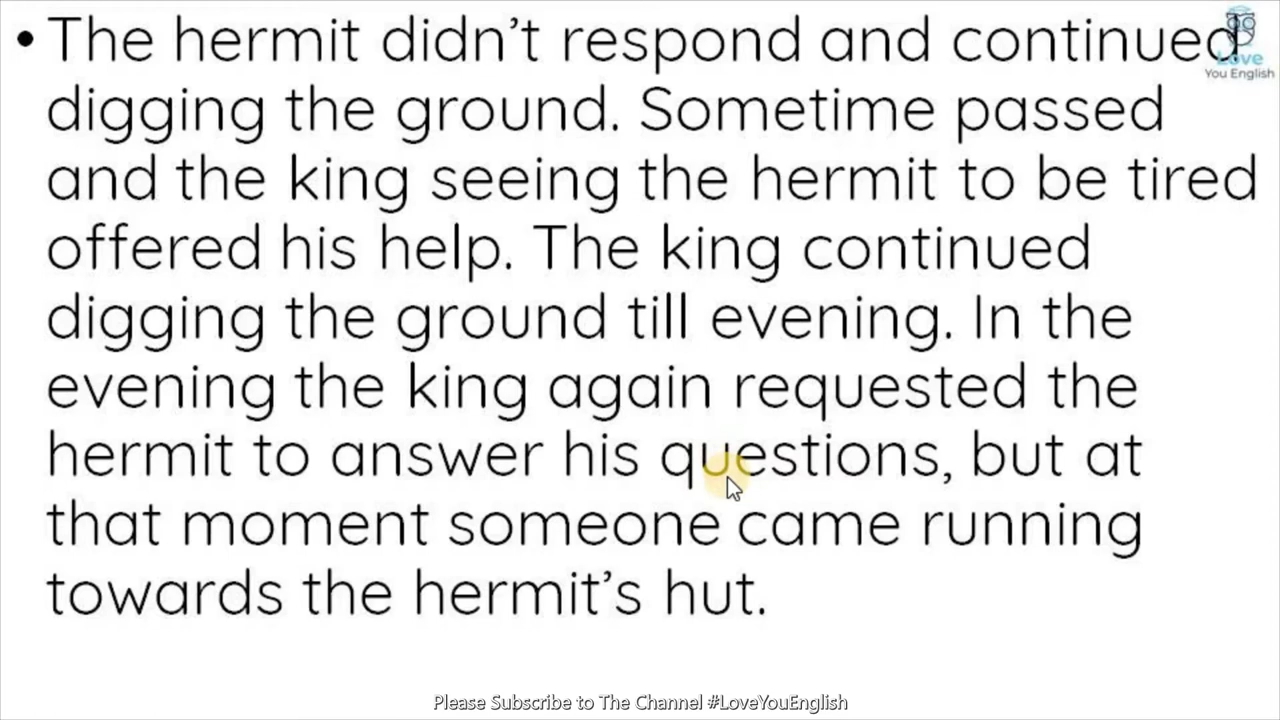 • The hermit didn’t respond and continued
digging the ground. Sometime passed
and the king seeing the hermit to be tired
offered his help. The king continued
digging the ground till evening. In the
evening the king again requested the
hermit to answer his questions, but at
that moment someone came running
towards the hermit’s hut.
Love
You English
Please Subscribe to The Channel #LoveYouEnglish